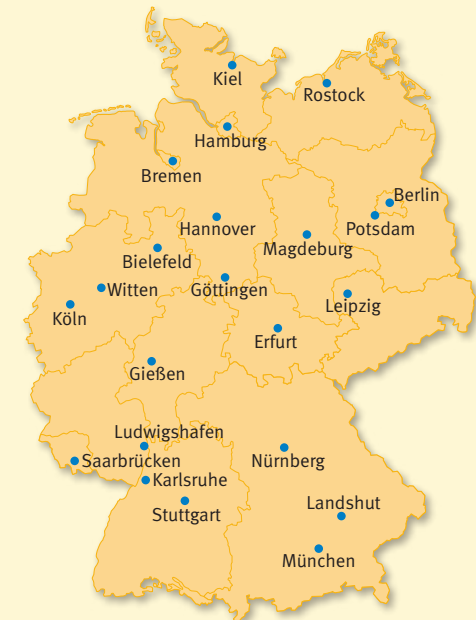 Kiel
Rostock
Hamburg
Bremen
Berlin
Hannover
Potsdam
Magdeburg
Bielefeld
Witten
Göttingen
Leipzig
Köln
Erfurt
Gießen
Ludwigshafen
Saarbrücken
Nürnberg
Karlsruhe
Landshut
Stuttgart
München